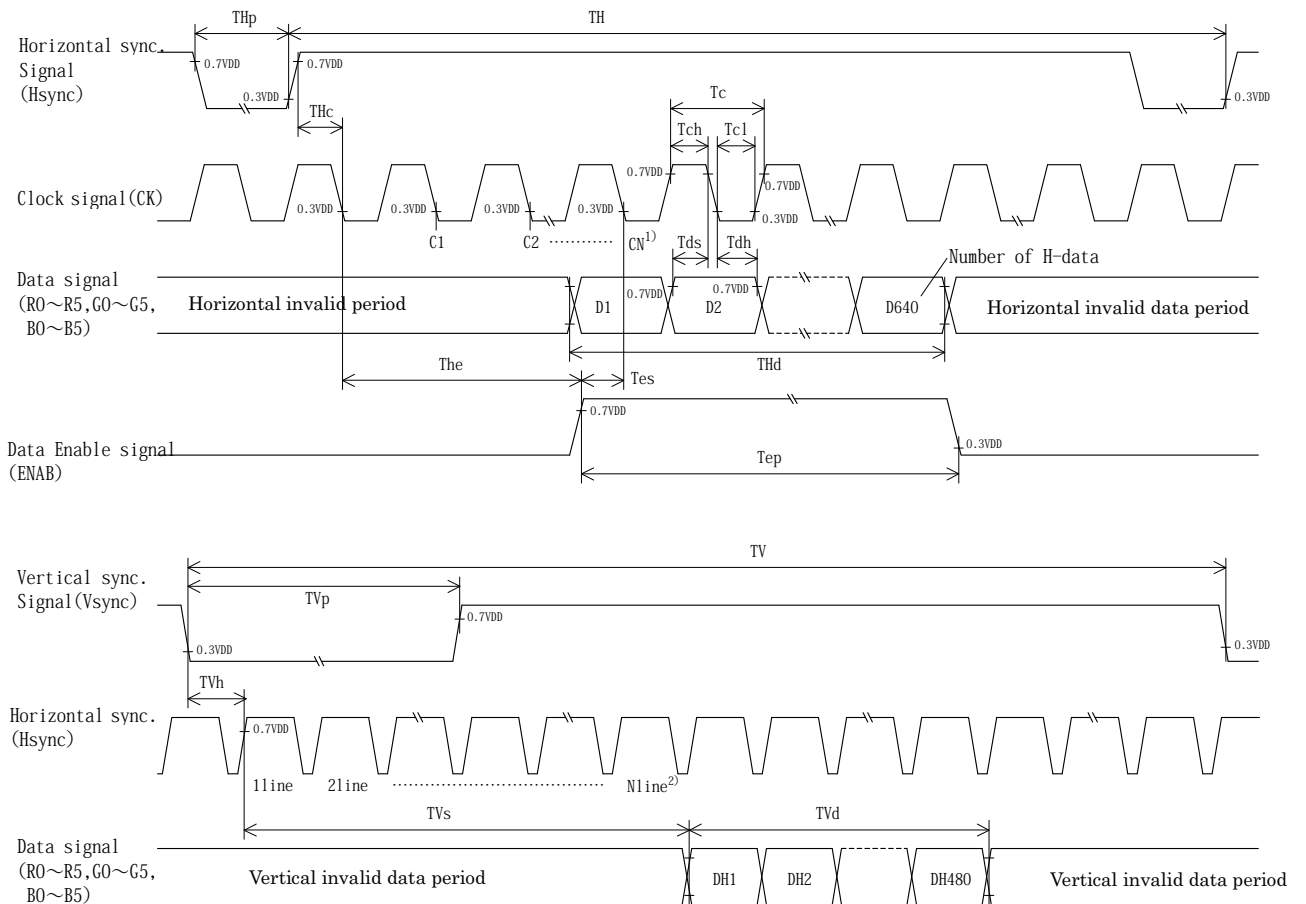 THp
TH
Horizontal sync.
Signal
(Hsync)
0.7VDD
0.7VDD
0.3VDD
0.3VDD
THc
Tc
Tch
Tcl
Clock signal(CK)
0.7VDD
0.7VDD
0.3VDD
0.3VDD
0.3VDD
0.3VDD
0.3VDD
C1
C2
············
CN1)
Tds
Tdh
Number of H-data
Data signal
(R0～R5,G0～G5,
B0～B5)
Horizontal invalid period
0.7VDD
0.7VDD
D1
D2
D640
Horizontal invalid data period
THd
The
Tes
0.7VDD
Data Enable signal
(ENAB)
0.3VDD
Tep
TV
Vertical sync.
Signal(Vsync)
TVp
0.7VDD
0.3VDD
0.3VDD
TVh
Horizontal sync.
(Hsync)
0.7VDD
1line
2line
····························
Nline2)
TVs
TVd
Data signal
(R0～R5,G0～G5,
B0～B5)
Vertical invalid data period
DH1
DH2
DH480
Vertical invalid data period